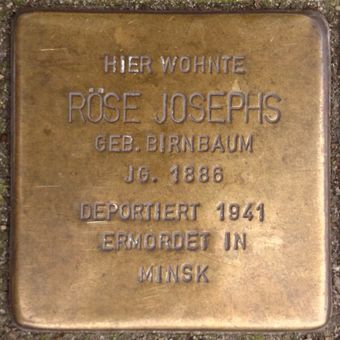 HIER WOHNTE
RÖSE JOSEPHS
GEB. BIRNBAUM
JG. 1886
DEPORTIERT 1941
ERMORDET IN
MINSK